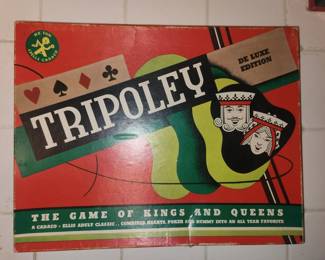 DE LUXE
EDITION
TRIPOLEY
THE GAME OF KINGS AND QUEENS
A CADACO - ELLIS ADULT CLASSIC . . COMBINES HEARTS, POKER AND RUMMY INTO AN ALL YEAR FAVORITE